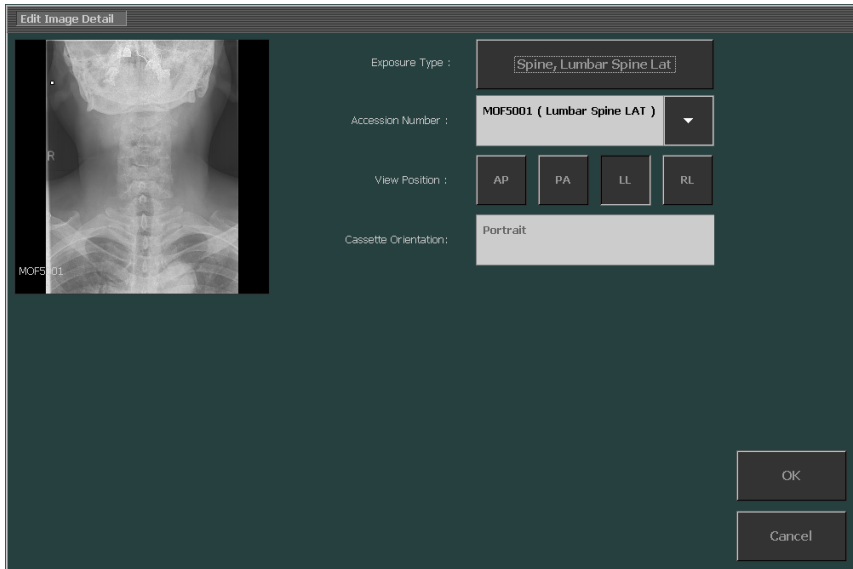 Edit Image Detail
Exposure Type :
Spine, Lumbar Spine Lat
Accession Number :
MOF5001 ( Lumbar Spine LAT )
View Position :
AP
PA
LL
RL
Cassette Orientation:
Portrait
R
MOF5001
OK
Cancel